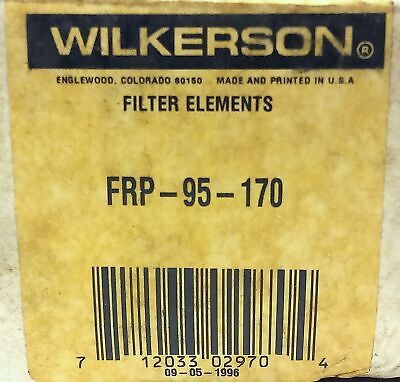 WILKERSON®
ENGLEWOOD, COLORADO 80150 MADE AND PRINTED IN U.S.A
FILTER ELEMENTS
FRP-95-170
7 12033 02970 4
09-05-1996